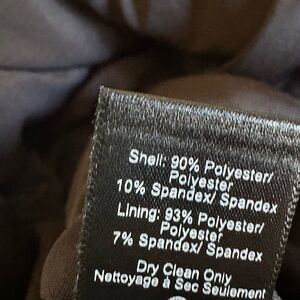 Shell: 90% Polyester/
Polyester
10% Spandex/ Spandex
Lining: 93% Polyester/
Polyester
7% Spandex/ Spandex
Dry Clean Only
Nettoyage à Sec Seulement